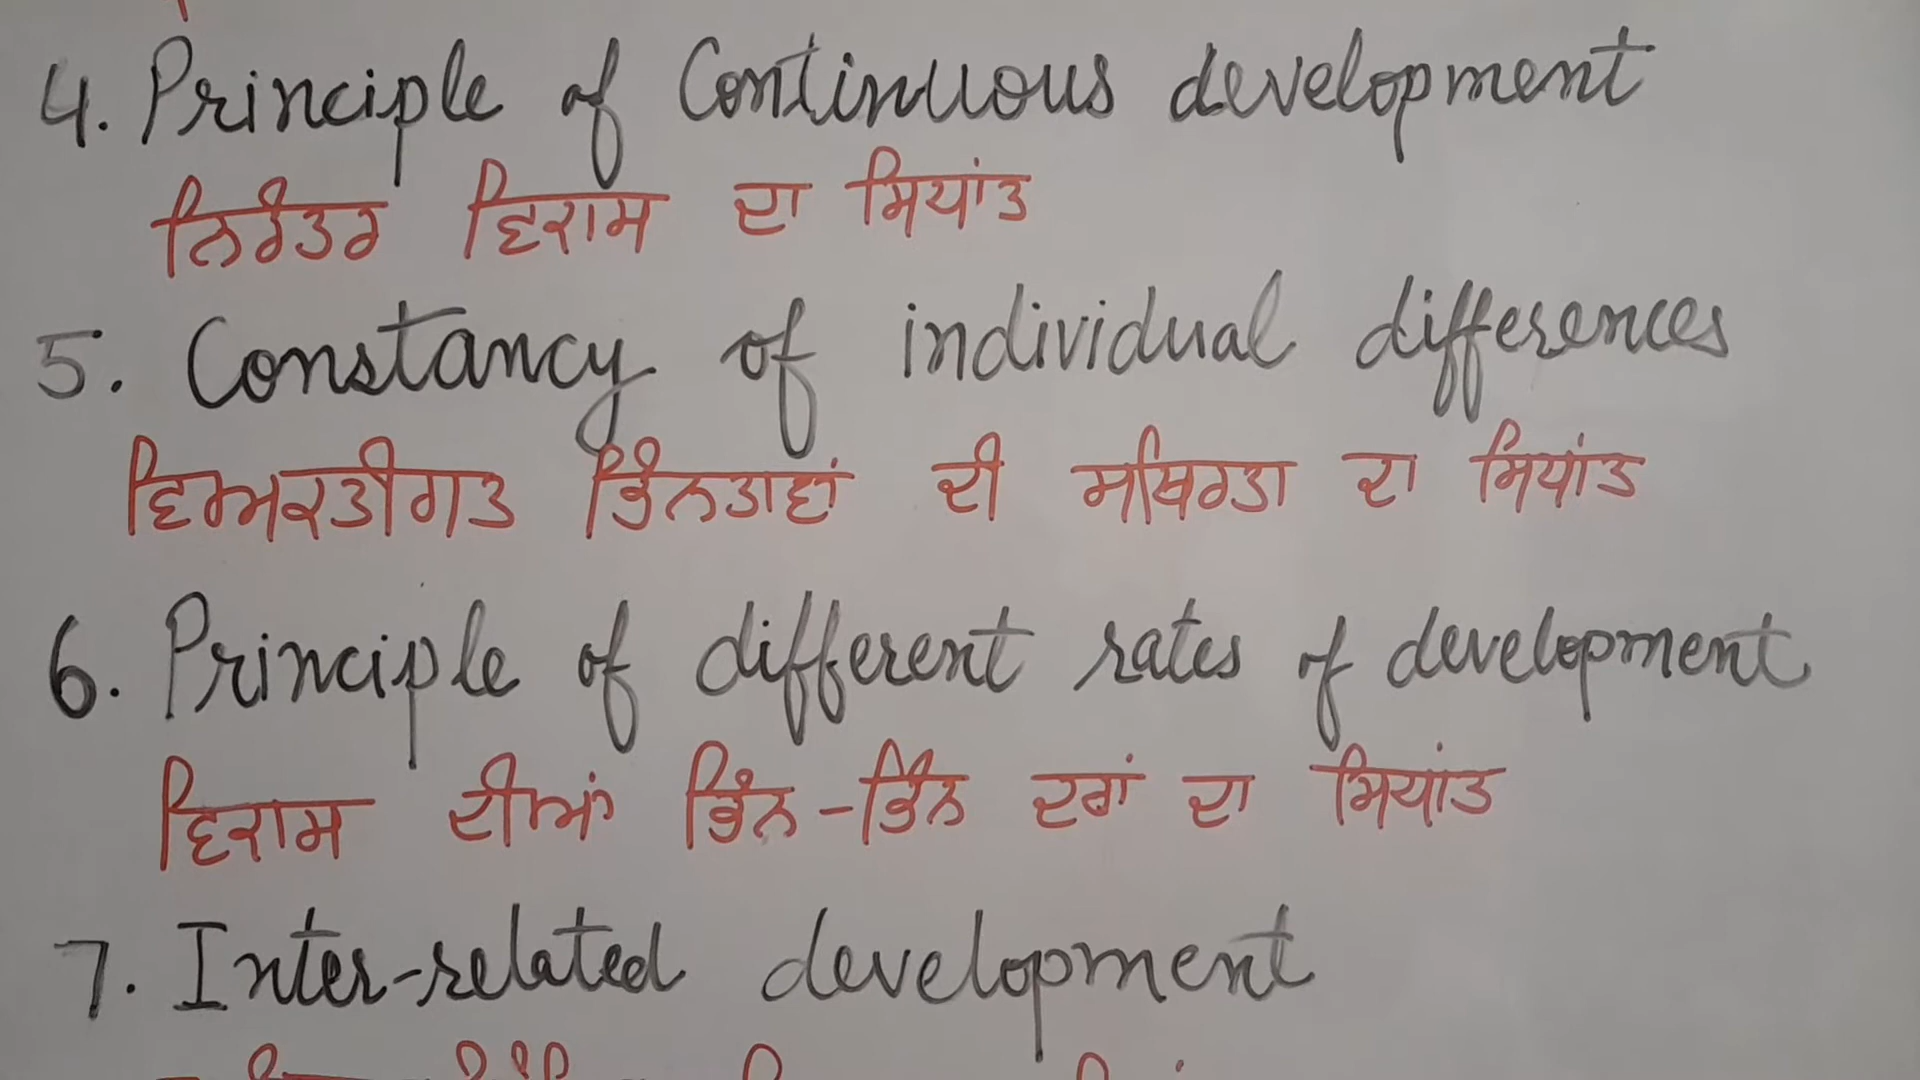 4. Principle of Continuous development
ਨਿਰੰਤਰ ਵਿਕਾਸ ਦਾ ਸਿਧਾਂਤ
5. Constancy of individual differences
ਵਿਅਕਤੀਗਤ ਭਿੰਨਤਾਵਾਂ ਦੀ ਸਥਿਰਤਾ ਦਾ ਸਿਧਾਂਤ
6. Principle of different rates of development
ਵਿਕਾਸ ਦੀਆਂ ਭਿੰਨ-ਭਿੰਨ ਦਰਾਂ ਦਾ ਸਿਧਾਂਤ
7. Inter-related development